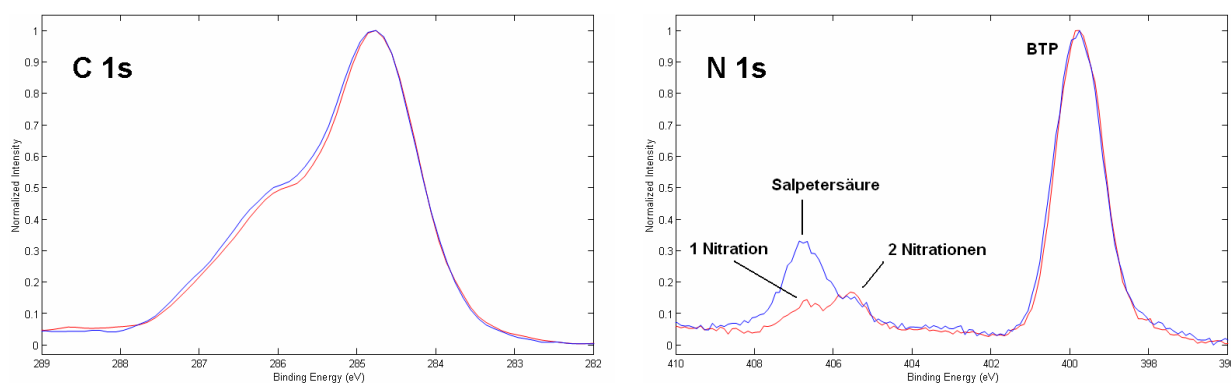 C 1s
Normalized Intensity
1
0.9
0.8
0.7
0.6
0.5
0.4
0.3
0.2
0.1
0
289 288 287 286 285 284 283 282
Binding Energy (eV)
N 1s
BTP
Salpetersäure
1 Nitration
2 Nitrationen
Normalized Intensity
1
0.9
0.8
0.7
0.6
0.5
0.4
0.3
0.2
0.1
0
410 408 406 404 402 400 398 396
Binding Energy (eV)